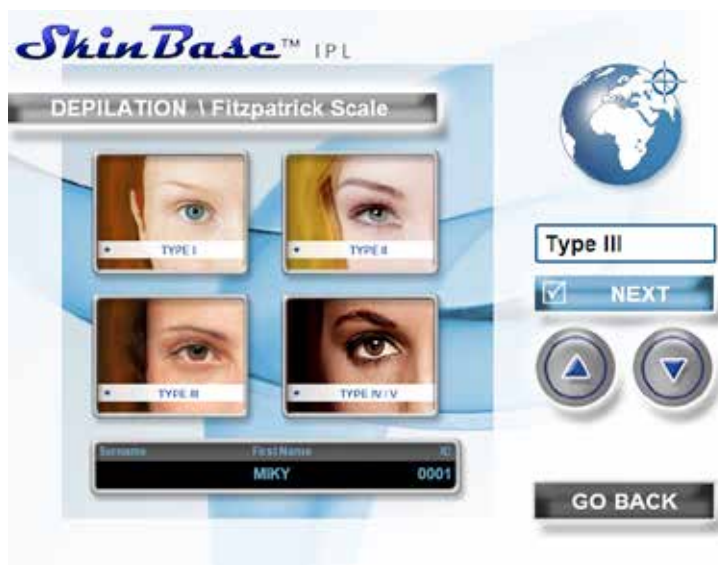 SkinBase™ IPL
DEPILATION \ Fitzpatrick Scale
TYPE I
TYPE II
Type III
NEXT
TYPE III
TYPE IV / V
Surname First Name ID
MIKY 0001
GO BACK